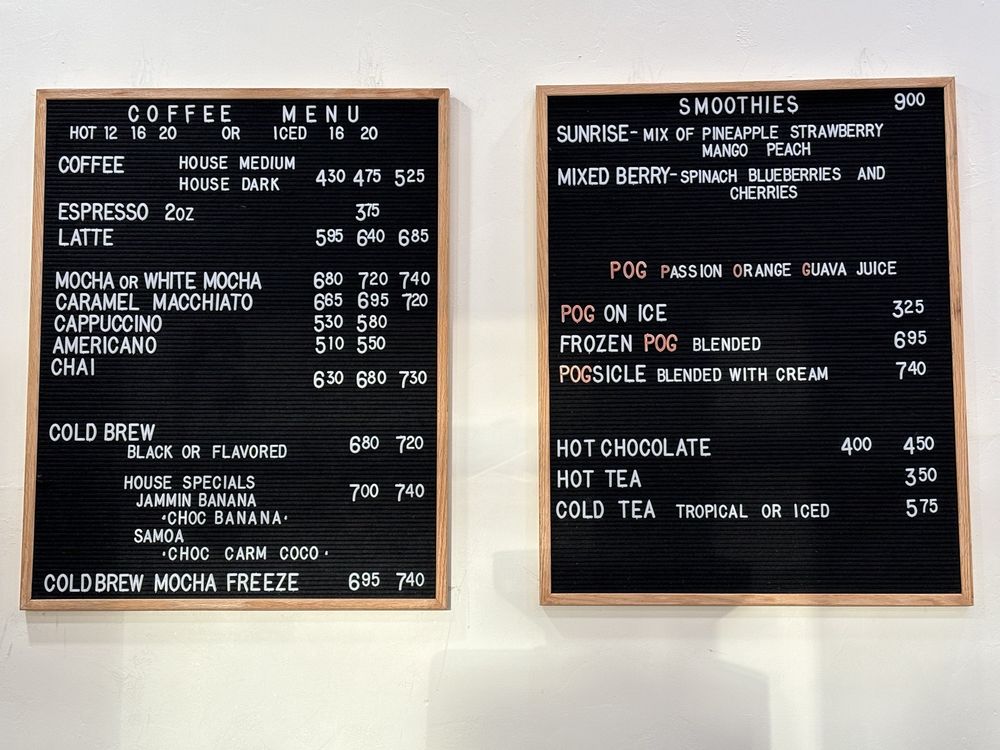 COFFEE MENU
HOT 12 16 20 OR ICED 16 20
COFFEE HOUSE MEDIUM
HOUSE DARK 430 475 525
ESPRESSO 2OZ 375
LATTE 595 640 685
MOCHA OR WHITE MOCHA 680 720 740
CARAMEL MACCHIATO 665 695 720
CAPPUCCINO 530 580
AMERICANO 510 550
CHAI
630 680 730
COLD BREW
BLACK OR FLAVORED 680 720
HOUSE SPECIALS
JAMMIN BANANA 700 740
·CHOC BANANA·
SAMOA
·CHOC CARM COCO·
COLD BREW MOCHA FREEZE 695 740
SMOOTHIES 900
SUNRISE- MIX OF PINEAPPLE STRAWBERRY
MANGO PEACH
MIXED BERRY- SPINACH BLUEBERRIES AND
CHERRIES
POG PASSION ORANGE GUAVA JUICE
POG ON ICE 325
FROZEN POG BLENDED 695
POGSICLE BLENDED WITH CREAM 740
HOT CHOCOLATE 400 450
HOT TEA 350
COLD TEA TROPICAL OR ICED 575